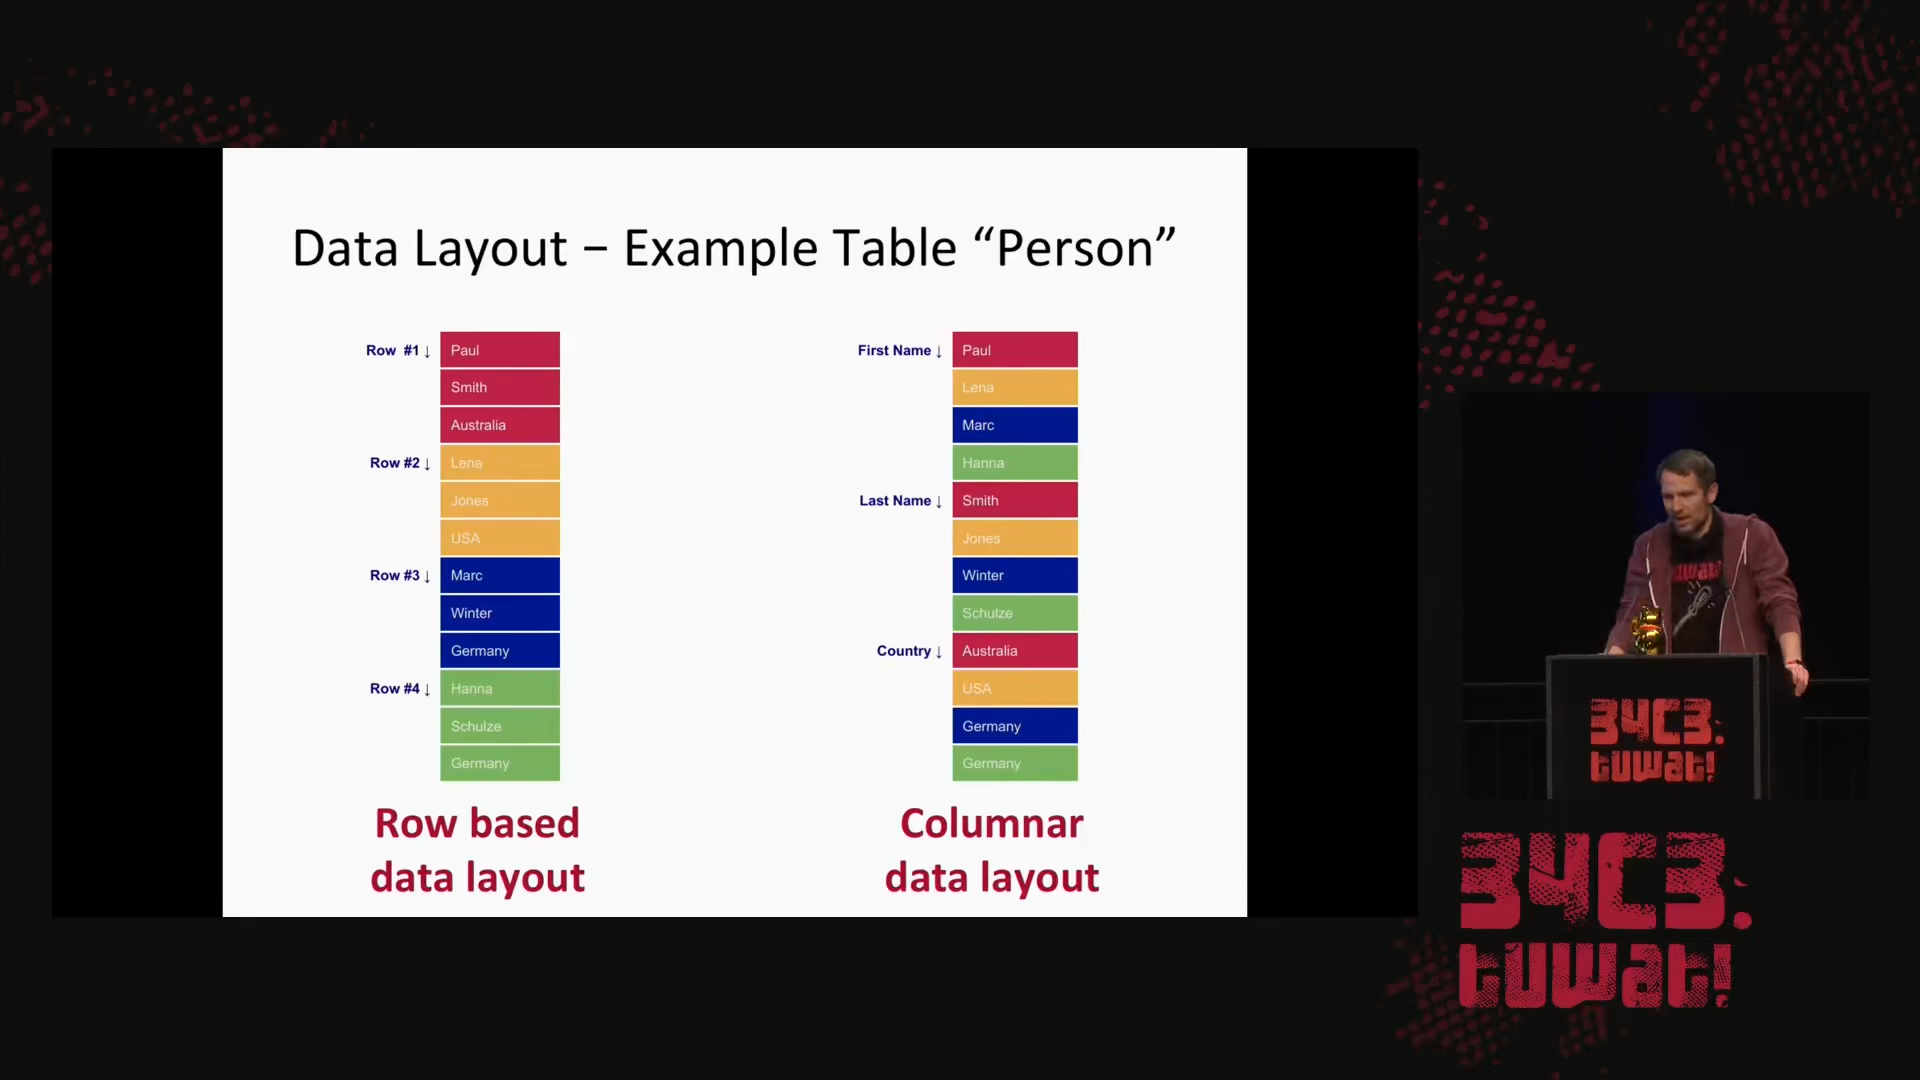 Data Layout – Example Table “Person”
Row #1 ↓
Paul
Smith
Australia
Row #2 ↓
Lena
Jones
USA
Row #3 ↓
Marc
Winter
Germany
Row #4 ↓
Hanna
Schulze
Germany
Row based
data layout
First Name ↓
Paul
Lena
Marc
Hanna
Last Name ↓
Smith
Jones
Winter
Schulze
Country ↓
Australia
USA
Germany
Germany
Columnar
data layout
tuwat!
34C3.
tuwat!
34C3.
tuwat!